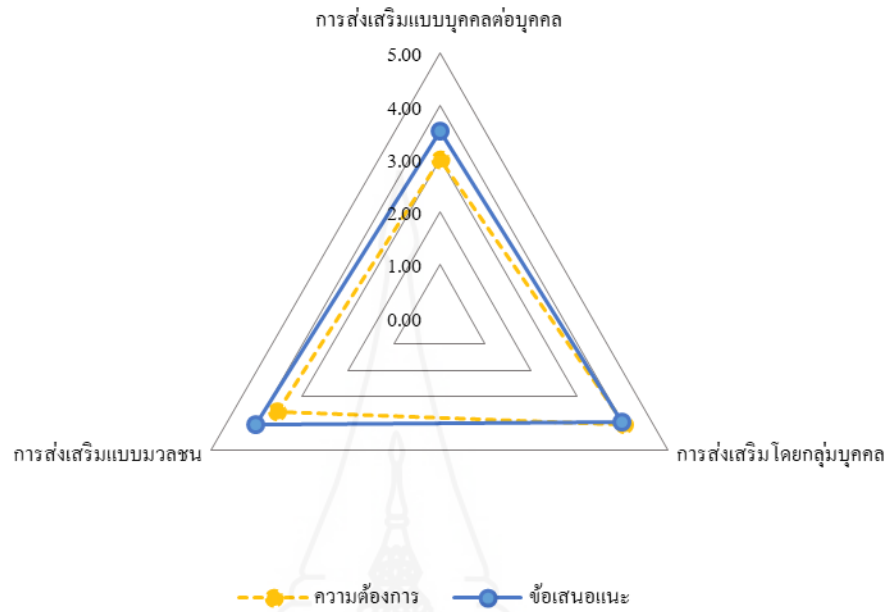 การส่งเสริมแบบบุคคลต่อบุคคล
5.00
4.00
3.00
2.00
1.00
0.00
การส่งเสริมแบบมวลชน
การส่งเสริมโดยกลุ่มบุคคล
ความต้องการ
ข้อเสนอแนะ